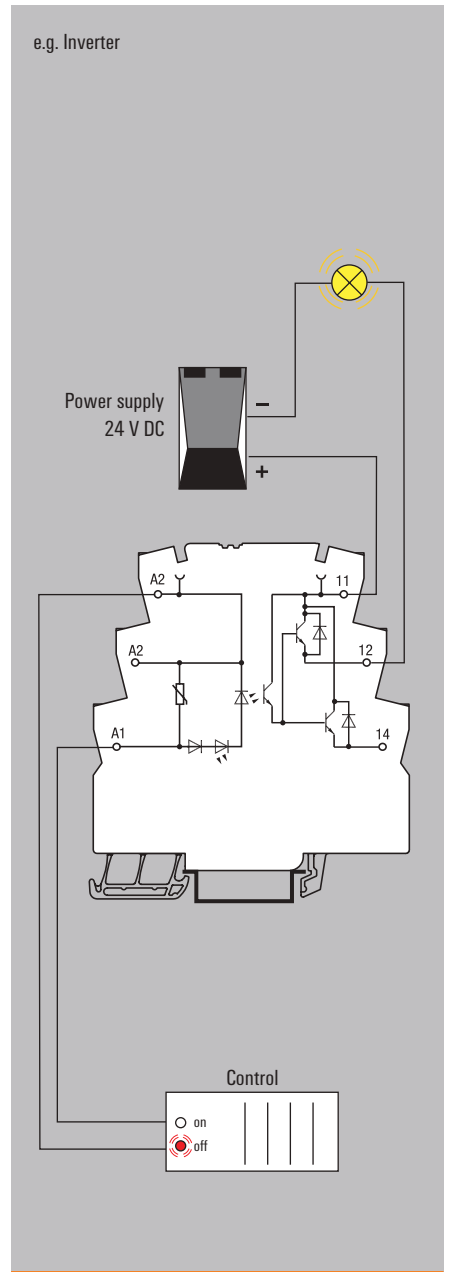 e.g. Inverter
Power supply
24 V DC
–
+
A2
11
A2
12
A1
14
Control
on
off